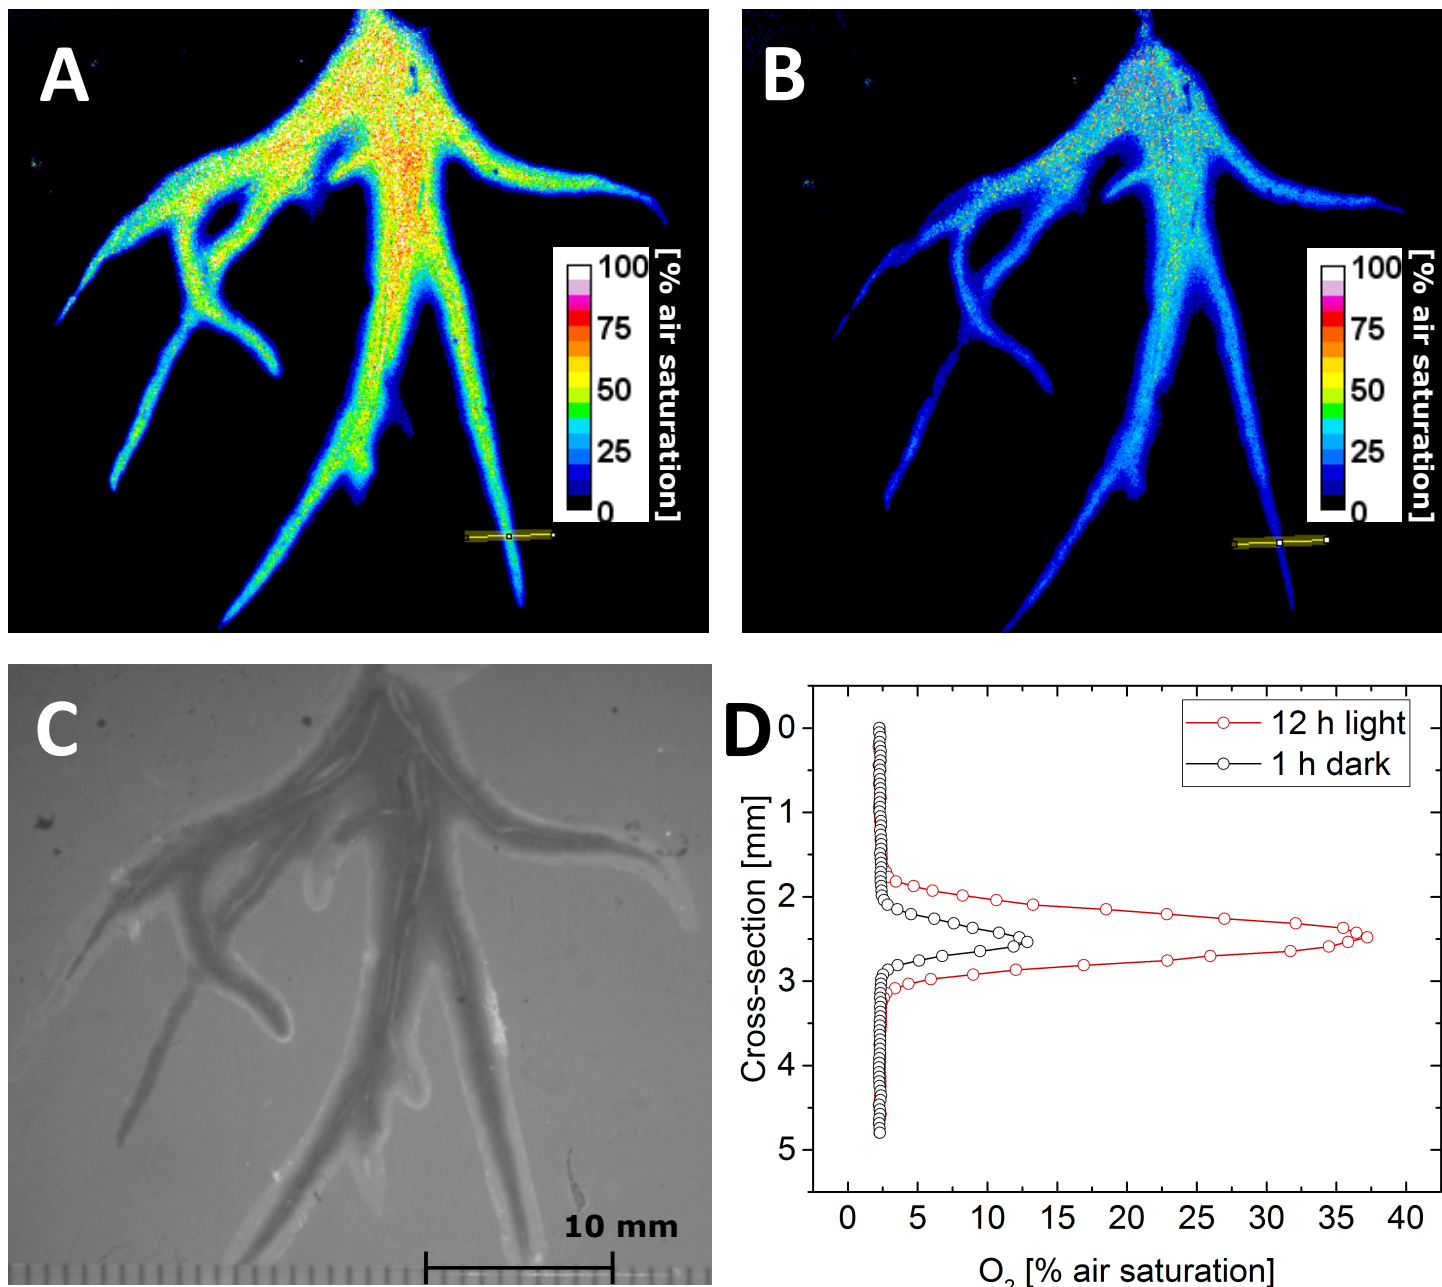 A
100
75
50
25
0
[% air saturation]
B
100
75
50
25
0
[% air saturation]
C
10 mm
D
12 h light
1 h dark
0
1
2
3
4
5
Cross-section [mm]
0 5 10 15 20 25 30 35 40
O₂ [% air saturation]